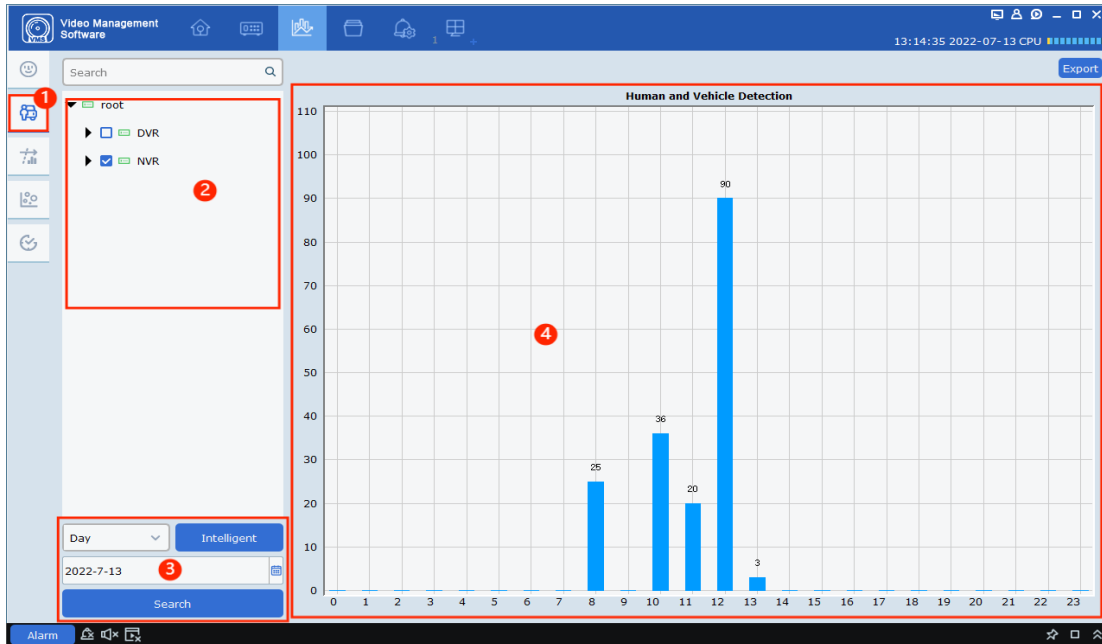 Video Management
Software
VMS
1
13:14:35 2022-07-13 CPU
Search
Export
1
root
DVR
NVR
2
Human and Vehicle Detection
110
100
90
80
70
60
50
40
30
20
10
0
25
36
20
90
3
4
0 1 2 3 4 5 6 7 8 9 10 11 12 13 14 15 16 17 18 19 20 21 22 23
Day
Intelligent
2022-7-13
3
Search
Alarm